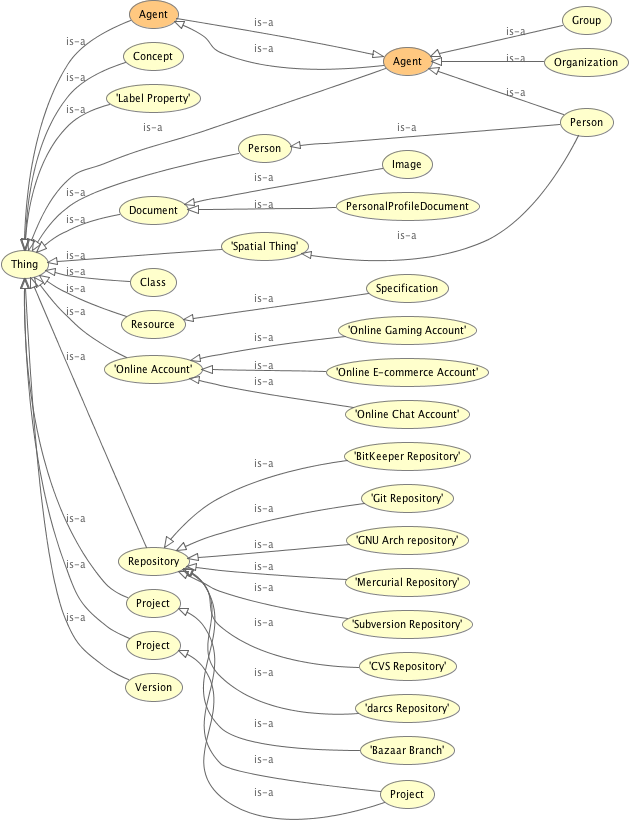 Agent
is-a
is-a
Group
is-a
is-a
Concept
Agent
is-a
Organization
is-a
'Label Property'
is-a
is-a
is-a
Person
Person
is-a
Image
is-a
is-a
Document
is-a
PersonalProfileDocument
is-a
'Spatial Thing'
is-a
is-a
Thing
is-a
Class
is-a
Specification
is-a
Resource
is-a
'Online Gaming Account'
is-a
is-a
'Online Account'
is-a
'Online E-commerce Account'
is-a
'Online Chat Account'
'BitKeeper Repository'
is-a
'Git Repository'
is-a
is-a
'GNU Arch repository'
is-a
Repository
is-a
'Mercurial Repository'
is-a
is-a
Project
'Subversion Repository'
is-a
is-a
Project
'CVS Repository'
is-a
Version
'darcs Repository'
is-a
'Bazaar Branch'
is-a
is-a
Project